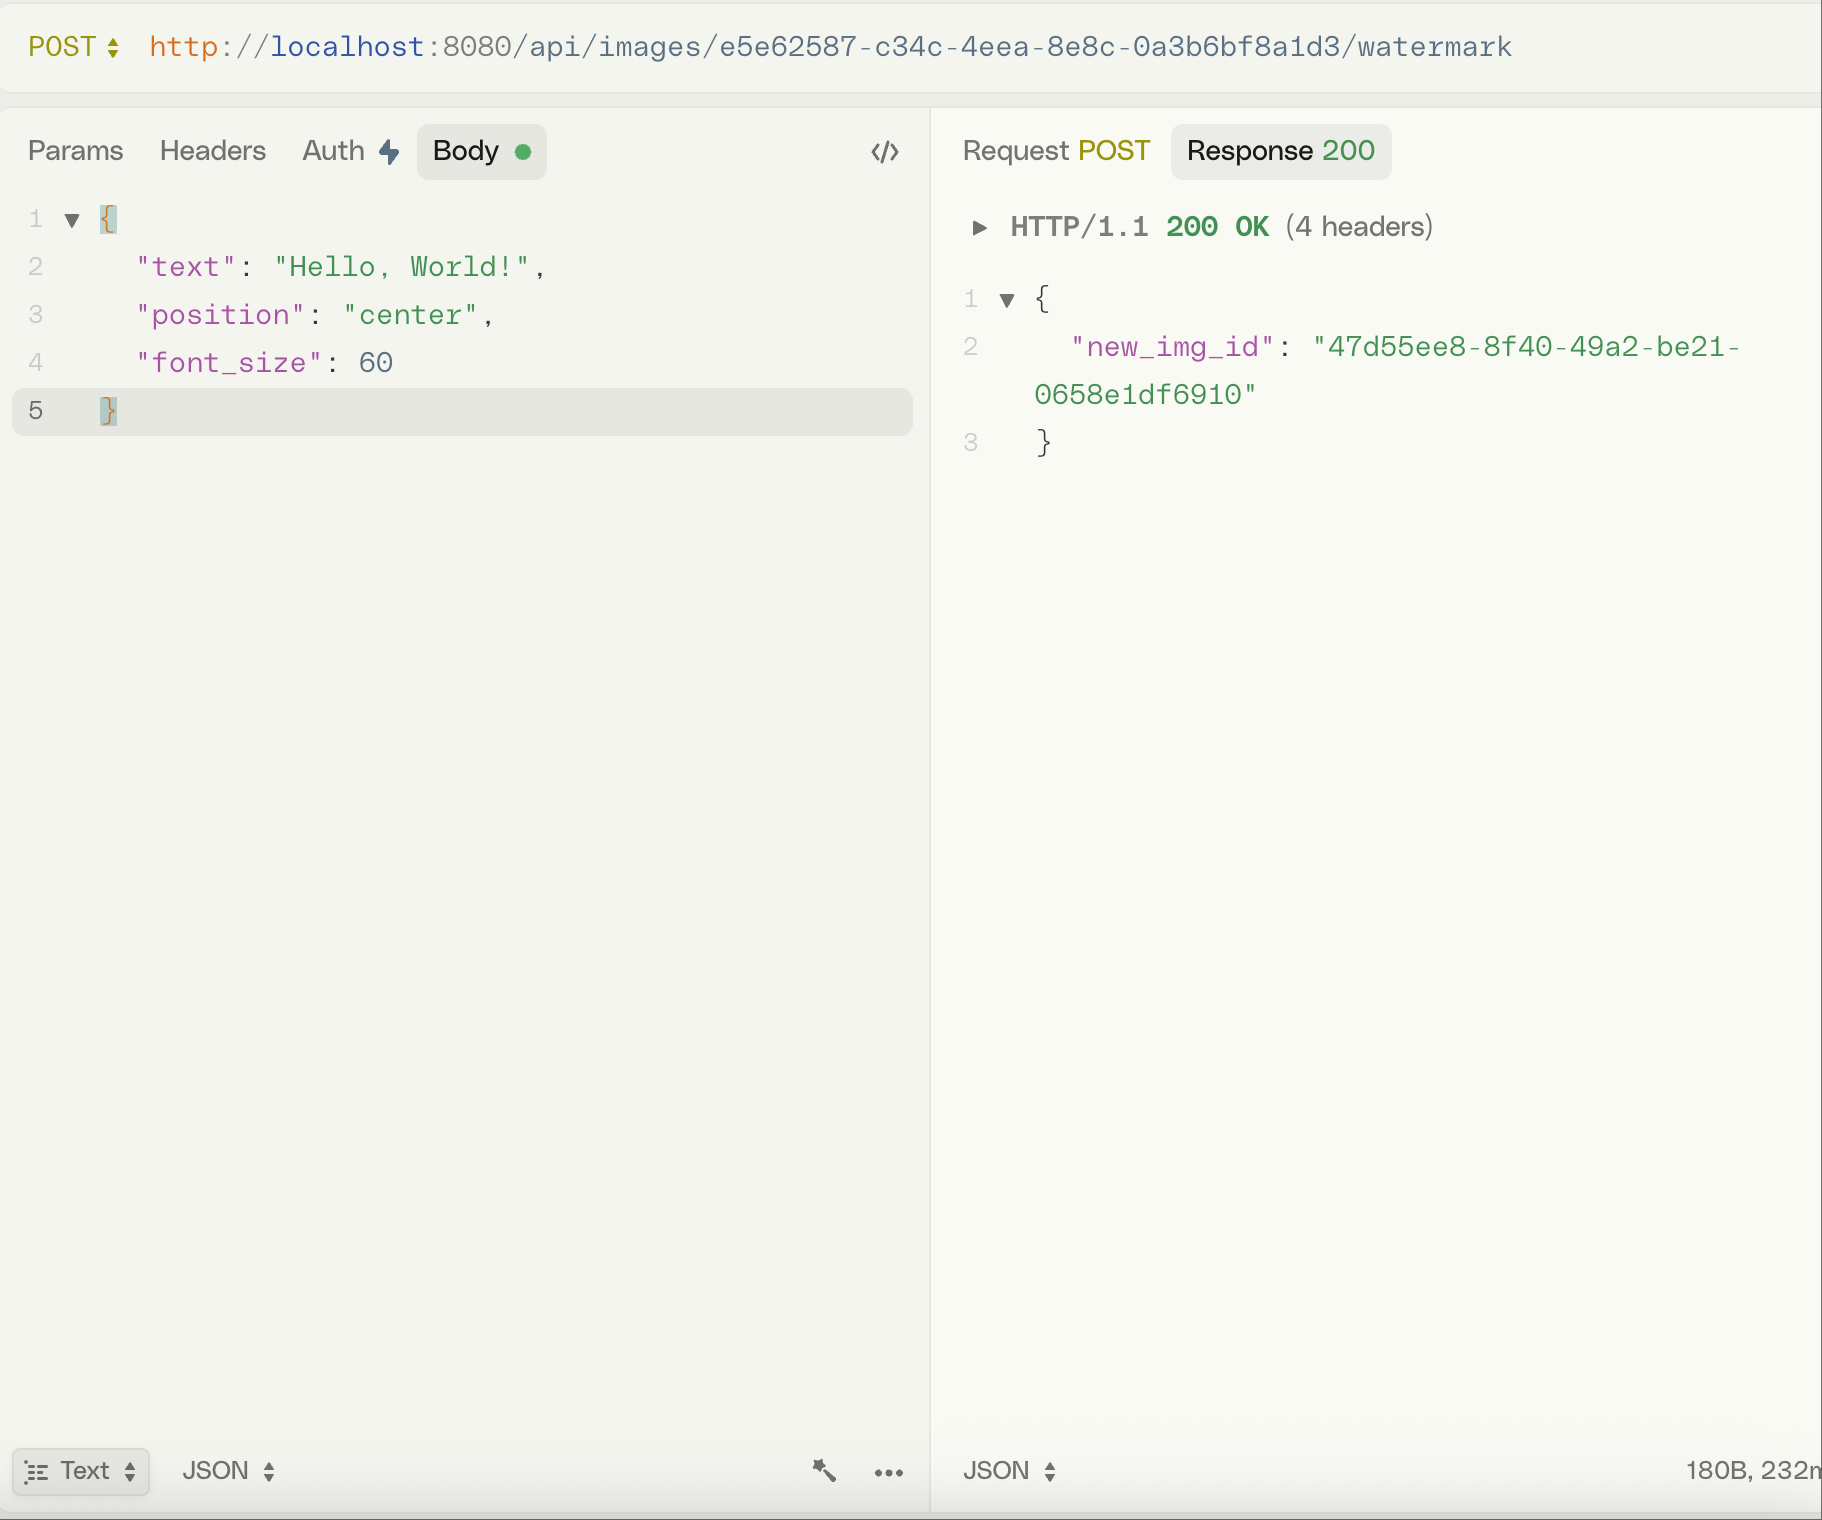 POST http://localhost:8080/api/images/e5e62587-c34c-4eea-8e8c-0a3b6bf8a1d3/watermark
Params Headers Auth Body
1 {
2 "text": "Hello, World!",
3 "position": "center",
4 "font_size": 60
5 }
Text JSON
Request POST Response 200
HTTP/1.1 200 OK (4 headers)
1 {
2 "new_img_id": "47d55ee8-8f40-49a2-be21-
0658e1df6910"
3 }
JSON 180B, 232m